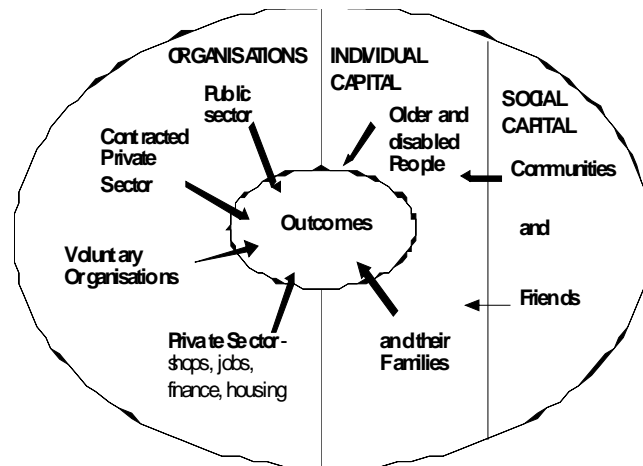 ORGANISATIONS
Public
sector
Contracted
Private
Sector
Voluntary
Organisations
Private Sector-
shops, jobs,
finance, housing
Outcomes
INDIVIDUAL
CAPITAL
Older and
disabled
People
and their
Families
SOCIAL
CAPITAL
Communities
and
Friends